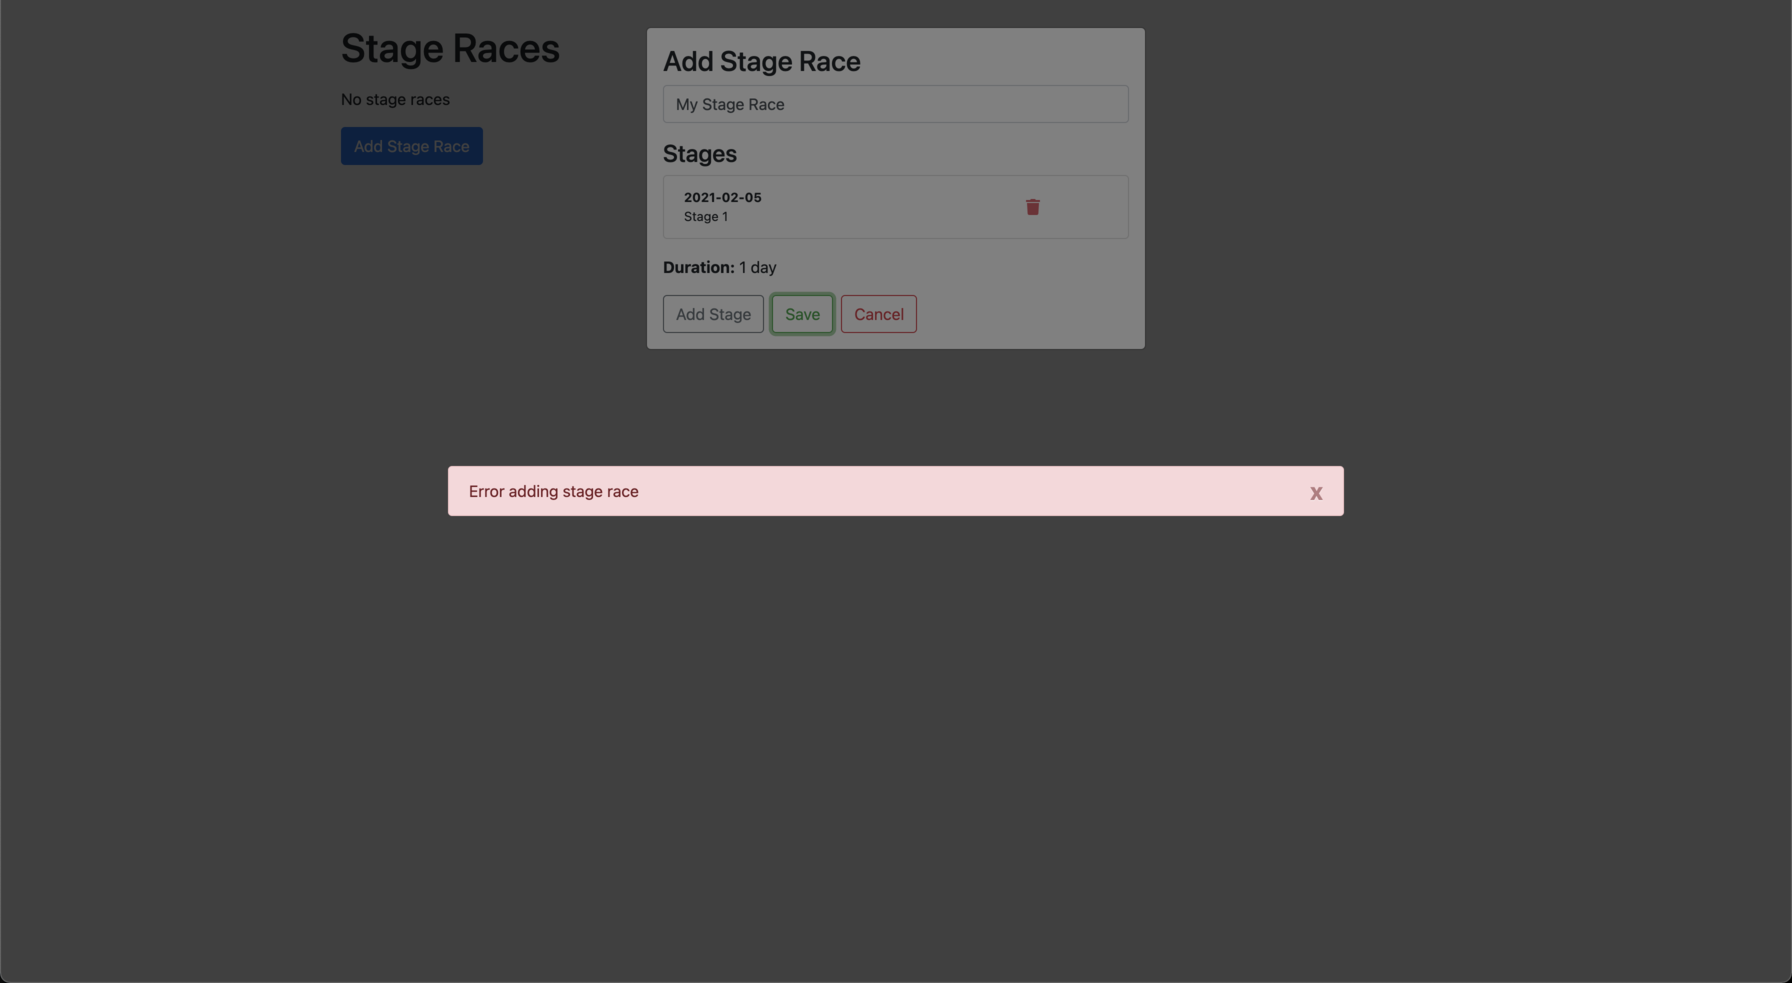 Stage Races
No stage races
Add Stage Race
Add Stage Race
My Stage Race
Stages
2021-02-05
Stage 1
Duration: 1 day
Add Stage
Save
Cancel
Error adding stage race
x